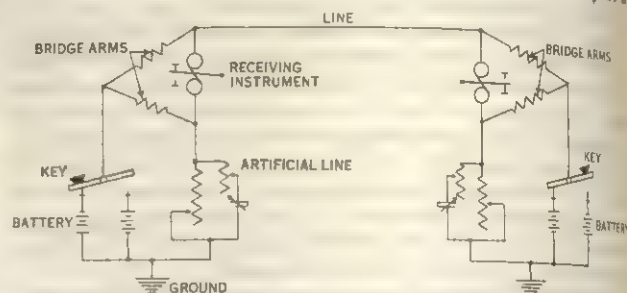 LINE
BRIDGE ARMS
BRIDGE ARMS
RECEIVING
INSTRUMENT
KEY
ARTIFICIAL LINE
KEY
BATTERY
BATTERY
GROUND